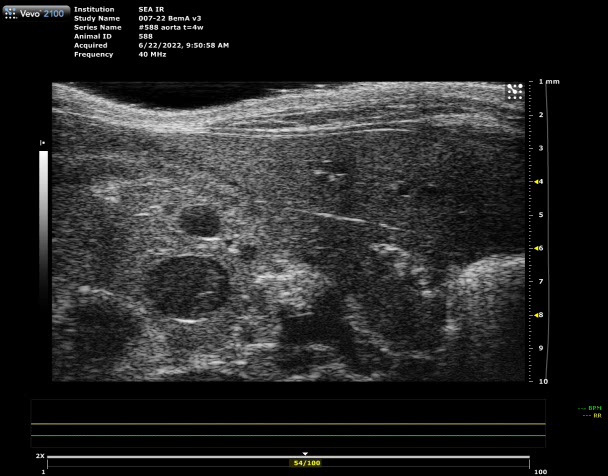 Vevo 2100
Institution SEA IR
Study Name 007-22 BemA v3
Series Name #588 aorta t=4w
Animal ID 588
Acquired 6/22/2022, 9:50:58 AM
Frequency 40 MHz
1 mm
2
3
4
5
6
7
8
9
10
--- BPM
--- RR
2X
54/100
1 100